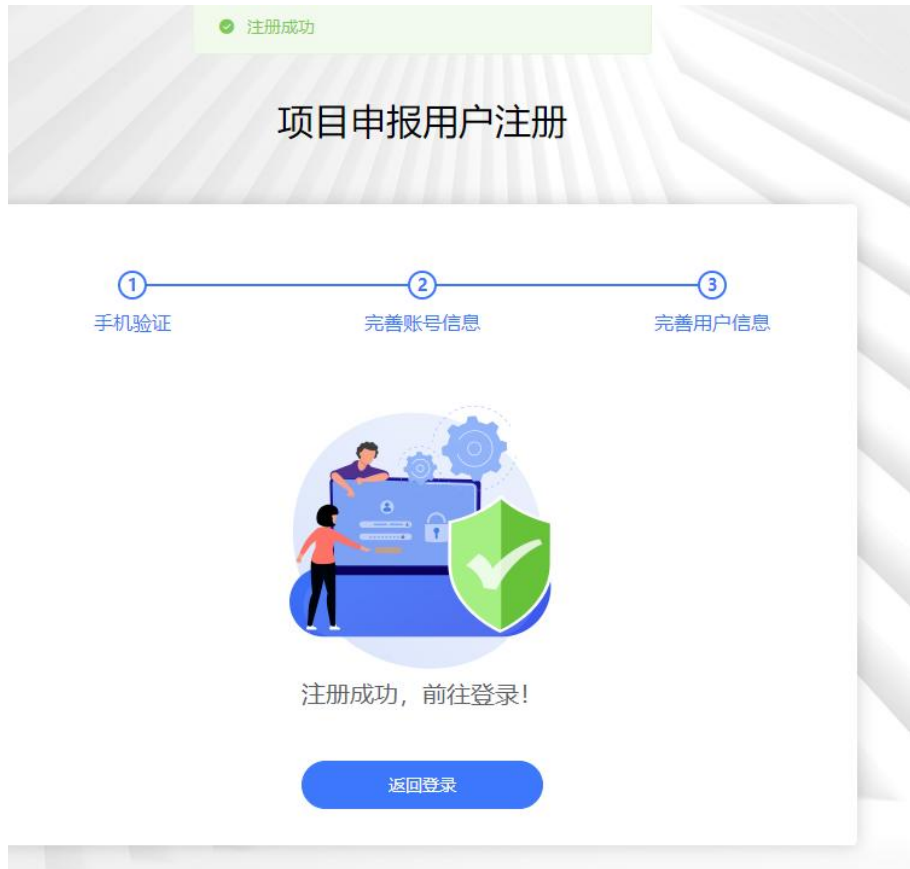 注册成功
项目申报用户注册
1
2
3
手机验证
完善账号信息
完善用户信息
注册成功，前往登录！
返回登录